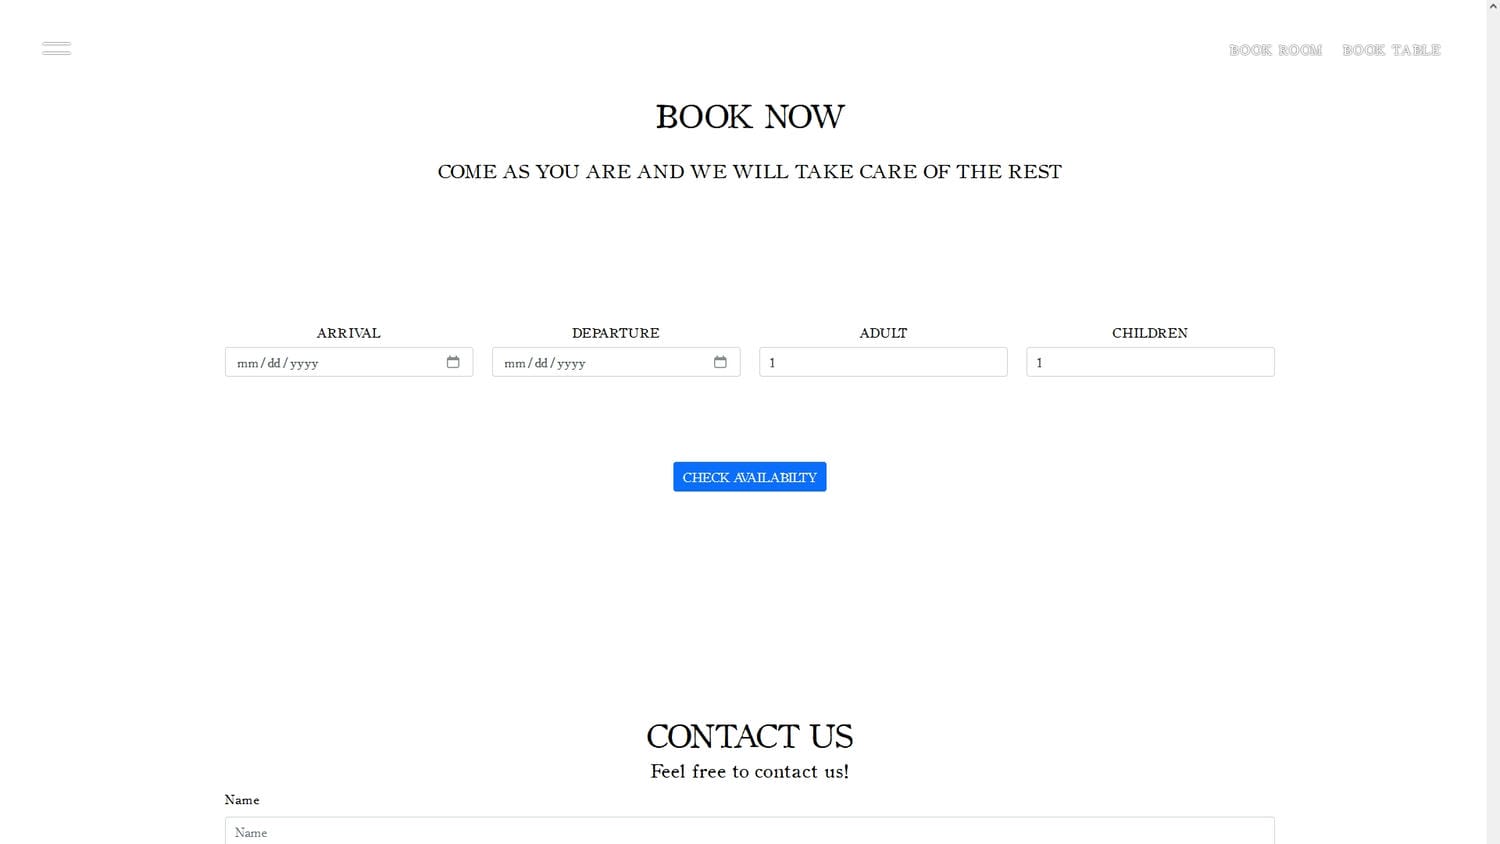 BOOK ROOM BOOK TABLE
BOOK NOW
COME AS YOU ARE AND WE WILL TAKE CARE OF THE REST
ARRIVAL DEPARTURE ADULT CHILDREN
mm/dd/yyyy mm/dd/yyyy 1 1
CHECK AVAILABILTY
CONTACT US
Feel free to contact us!
Name
Name